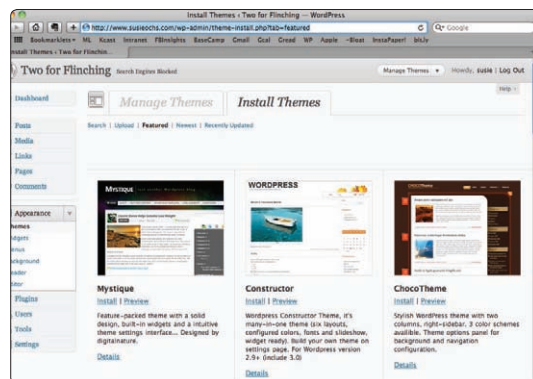 Install Themes ‹ Two for Flinching — WordPress
http://www.susieochs.com/wp-admin/theme-install.php?tab=featured
Google
Bookmarklets ML Kcast Intranet FBInsights BaseCamp Gmail Gcal Gread WP Apple ~Bleat InstaPaper! bit.ly
nstall Themes ‹ Two for Flinchin...
Two for Flinching Search Engines Blocked
Manage Themes
Howdy, susie | Log Out
Help
Dashboard
Manage Themes
Install Themes
Search | Upload | Featured | Newest | Recently Updated
Posts
Media
Links
Pages
Comments
Appearance
hemes
idgets
enus
ackground
eader
ditor
Plugins
Users
Tools
Settings
MYSTIQUE
WORDPRESS
CHOCOTHEME
Mystique
Install | Preview
Feature-packed theme with a solid
design, built-in widgets and a intuitive
theme settings interface... Designed by
digitalnature.
Details
Constructor
Install | Preview
Wordpress Constructor Theme, it's
many-in-one theme (six layouts,
configured colors, fonts and slideshow,
widget ready). Build your own theme on
settings page. For Wordpress version
2.9+ (include 3.0)
Details
ChocoTheme
Install | Preview
Stylish WordPress theme with two
columns, right-sidebar, 3 color schemes
availible. Theme options panel for
background and navigation
configuration.
Details